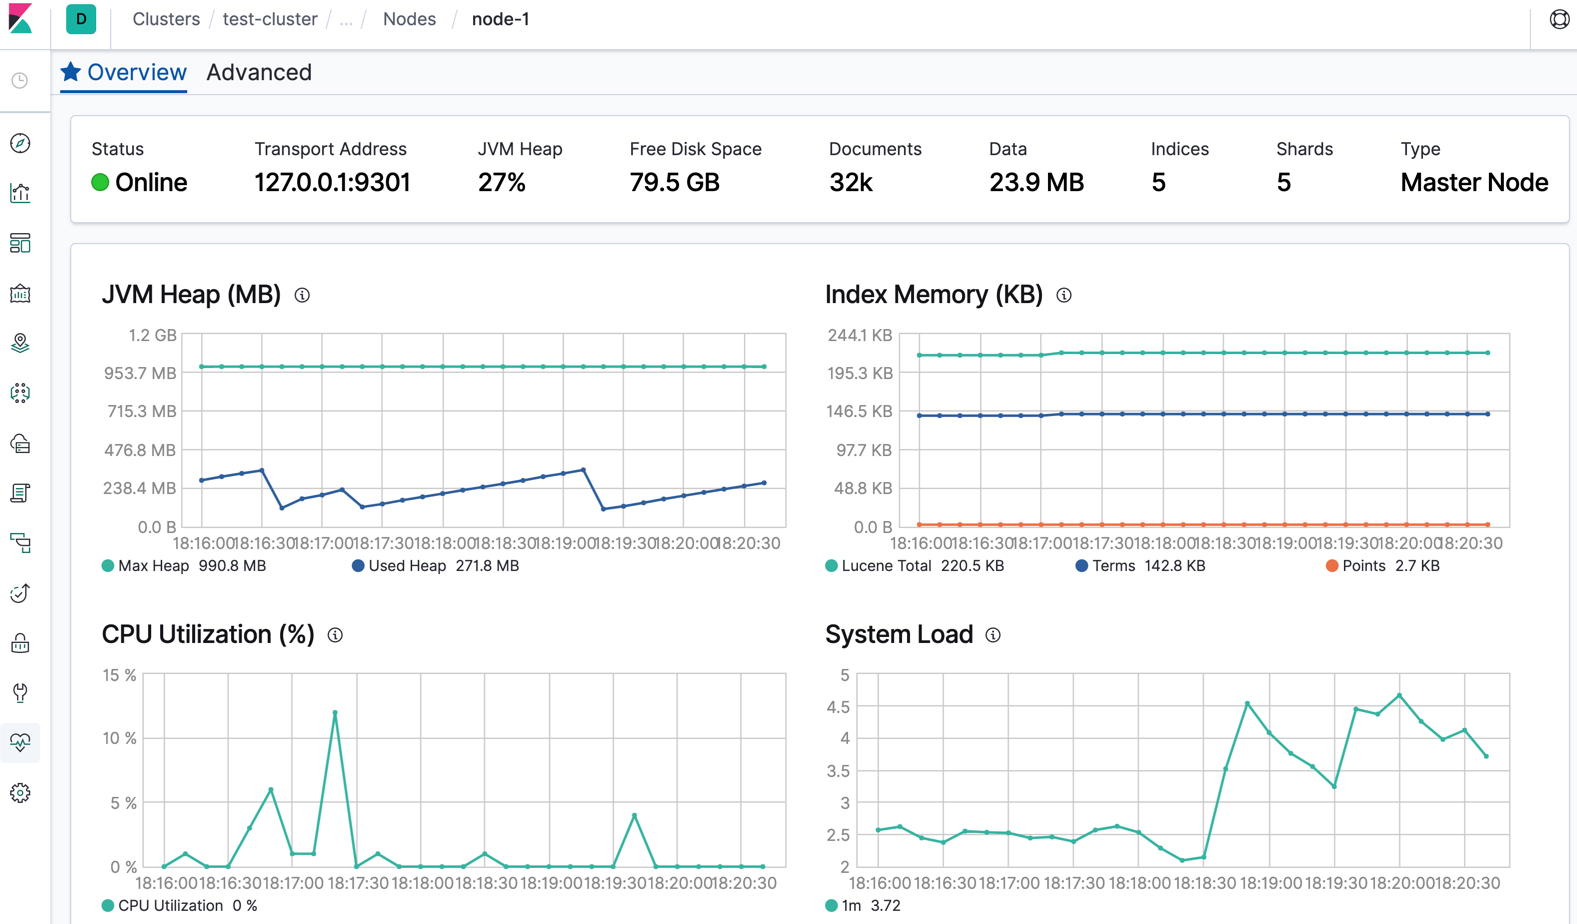 D Clusters / test-cluster / ... / Nodes / node-1
Overview Advanced
Status Transport Address JVM Heap Free Disk Space Documents Data Indices Shards Type
Online 127.0.0.1:9301 27% 79.5 GB 32k 23.9 MB 5 5 Master Node
JVM Heap (MB)
1.2 GB
953.7 MB
715.3 MB
476.8 MB
238.4 MB
0.0 B
18:16:00 18:16:30 18:17:00 18:17:30 18:18:00 18:18:30 18:19:00 18:19:30 18:20:00 18:20:30
Max Heap 990.8 MB Used Heap 271.8 MB
Index Memory (KB)
244.1 KB
195.3 KB
146.5 KB
97.7 KB
48.8 KB
0.0 B
18:16:00 18:16:30 18:17:00 18:17:30 18:18:00 18:18:30 18:19:00 18:19:30 18:20:00 18:20:30
Lucene Total 220.5 KB Terms 142.8 KB Points 2.7 KB
CPU Utilization (%)
15 %
10 %
5 %
0 %
18:16:00 18:16:30 18:17:00 18:17:30 18:18:00 18:18:30 18:19:00 18:19:30 18:20:00 18:20:30
CPU Utilization 0 %
System Load
5
4.5
4
3.5
3
2.5
2
18:16:00 18:16:30 18:17:00 18:17:30 18:18:00 18:18:30 18:19:00 18:19:30 18:20:00 18:20:30
1m 3.72